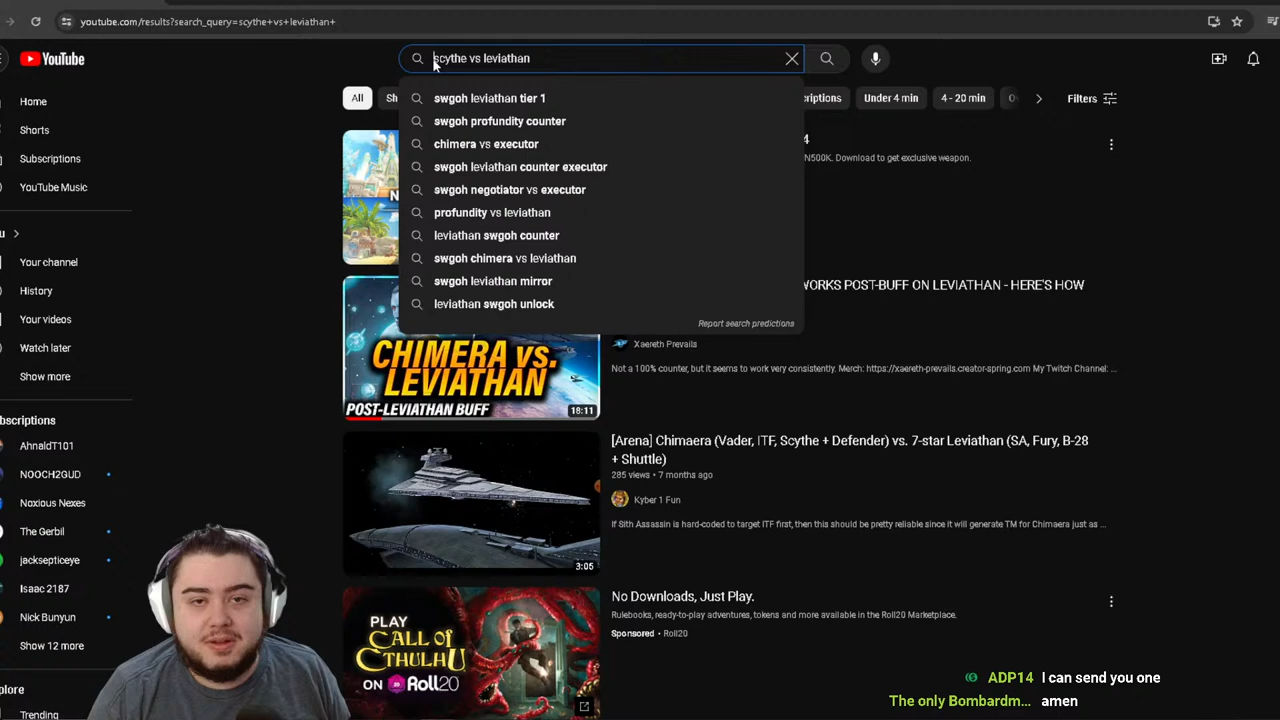 youtube.com/results?search_query=scythe+vs+leviathan+
YouTube
scythe vs leviathan
swgoh leviathan tier 1
swgoh profundity counter
chimera vs executor
swgoh leviathan counter executor
swgoh negotiator vs executor
profundity vs leviathan
leviathan swgoh counter
swgoh chimera vs leviathan
swgoh leviathan mirror
leviathan swgoh unlock
Report search predictions
All
Sh
criptions
Under 4 min
4 - 20 min
Filters
Home
Shorts
Subscriptions
YouTube Music
u
Your channel
History
Your videos
Watch later
Show more
bscriptions
AhnaldT101
NOOCH2GUD
Noxious Nexes
The Gerbil
jacksepticeye
Isaac 2187
Nick Bunyun
Show 12 more
xplore
Trending
4
N500K. Download to get exclusive weapon.
WORKS POST-BUFF ON LEVIATHAN - HERE'S HOW
Xaereth Prevails
Not a 100% counter, but it seems to work very consistently. Merch: https://xaereth-prevails.creator-spring.com My Twitch Channel: ...
CHIMERA VS.
LEVIATHAN
POST-LEVIATHAN BUFF
18:11
[Arena] Chimaera (Vader, ITF, Scythe + Defender) vs. 7-star Leviathan (SA, Fury, B-28
+ Shuttle)
285 views • 7 months ago
Kyber 1 Fun
If Sith Assassin is hard-coded to target ITF first, then this should be pretty reliable since it will generate TM for Chimaera just as ...
3:05
No Downloads, Just Play.
Rulebooks, ready-to-play adventures, tokens and more available in the Roll20 Marketplace.
Sponsored • Roll20
PLAY
CALL OF
CTHULHU
ON Roll20
ADP14 I can send you one
The only Bombardm... amen